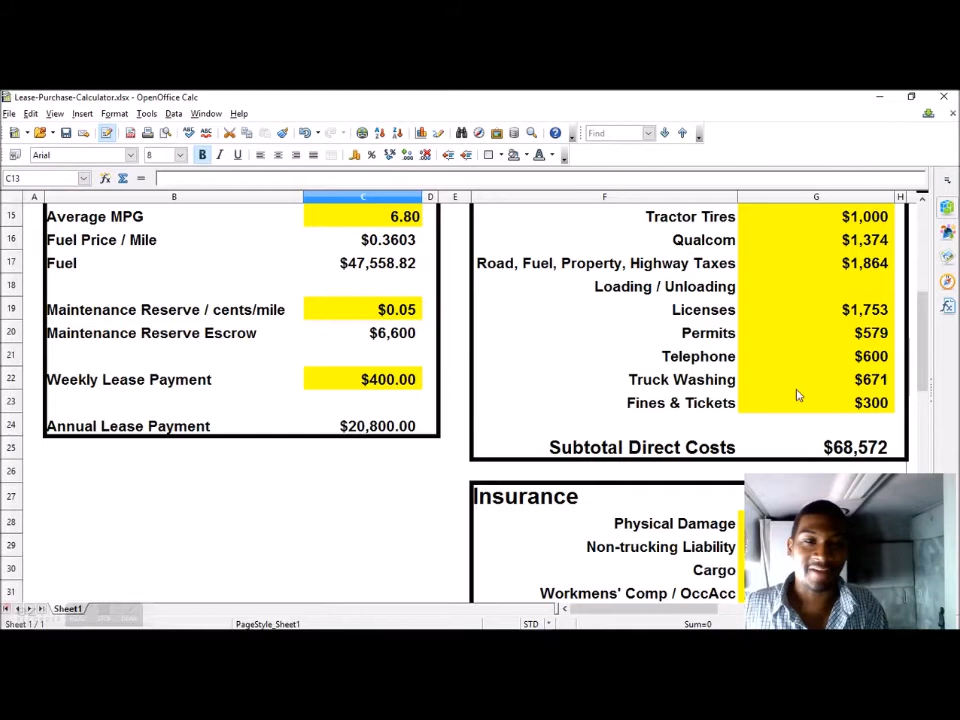 Lease-Purchase-Calculator.xlsx - OpenOffice Calc
File Edit View Insert Format Tools Data Window Help
Find
Arial 8 B I U
C13
A B C D E F G H
15 Average MPG 6.80 Tractor Tires $1,000
16 Fuel Price / Mile $0.3603 Qualcom $1,374
17 Fuel $47,558.82 Road, Fuel, Property, Highway Taxes $1,864
18 Loading / Unloading
19 Maintenance Reserve / cents/mile $0.05 Licenses $1,753
20 Maintenance Reserve Escrow $6,600 Permits $579
21 Telephone $600
22 Weekly Lease Payment $400.00 Truck Washing $671
23 Fines & Tickets $300
24 Annual Lease Payment $20,800.00
25 Subtotal Direct Costs $68,572
26
27 Insurance
28 Physical Damage
29 Non-trucking Liability
30 Cargo
31 Workmens' Comp / OccAcc
Sheet1
Sheet 1 / 1 PageStyle_Sheet1 STD * Sum=0